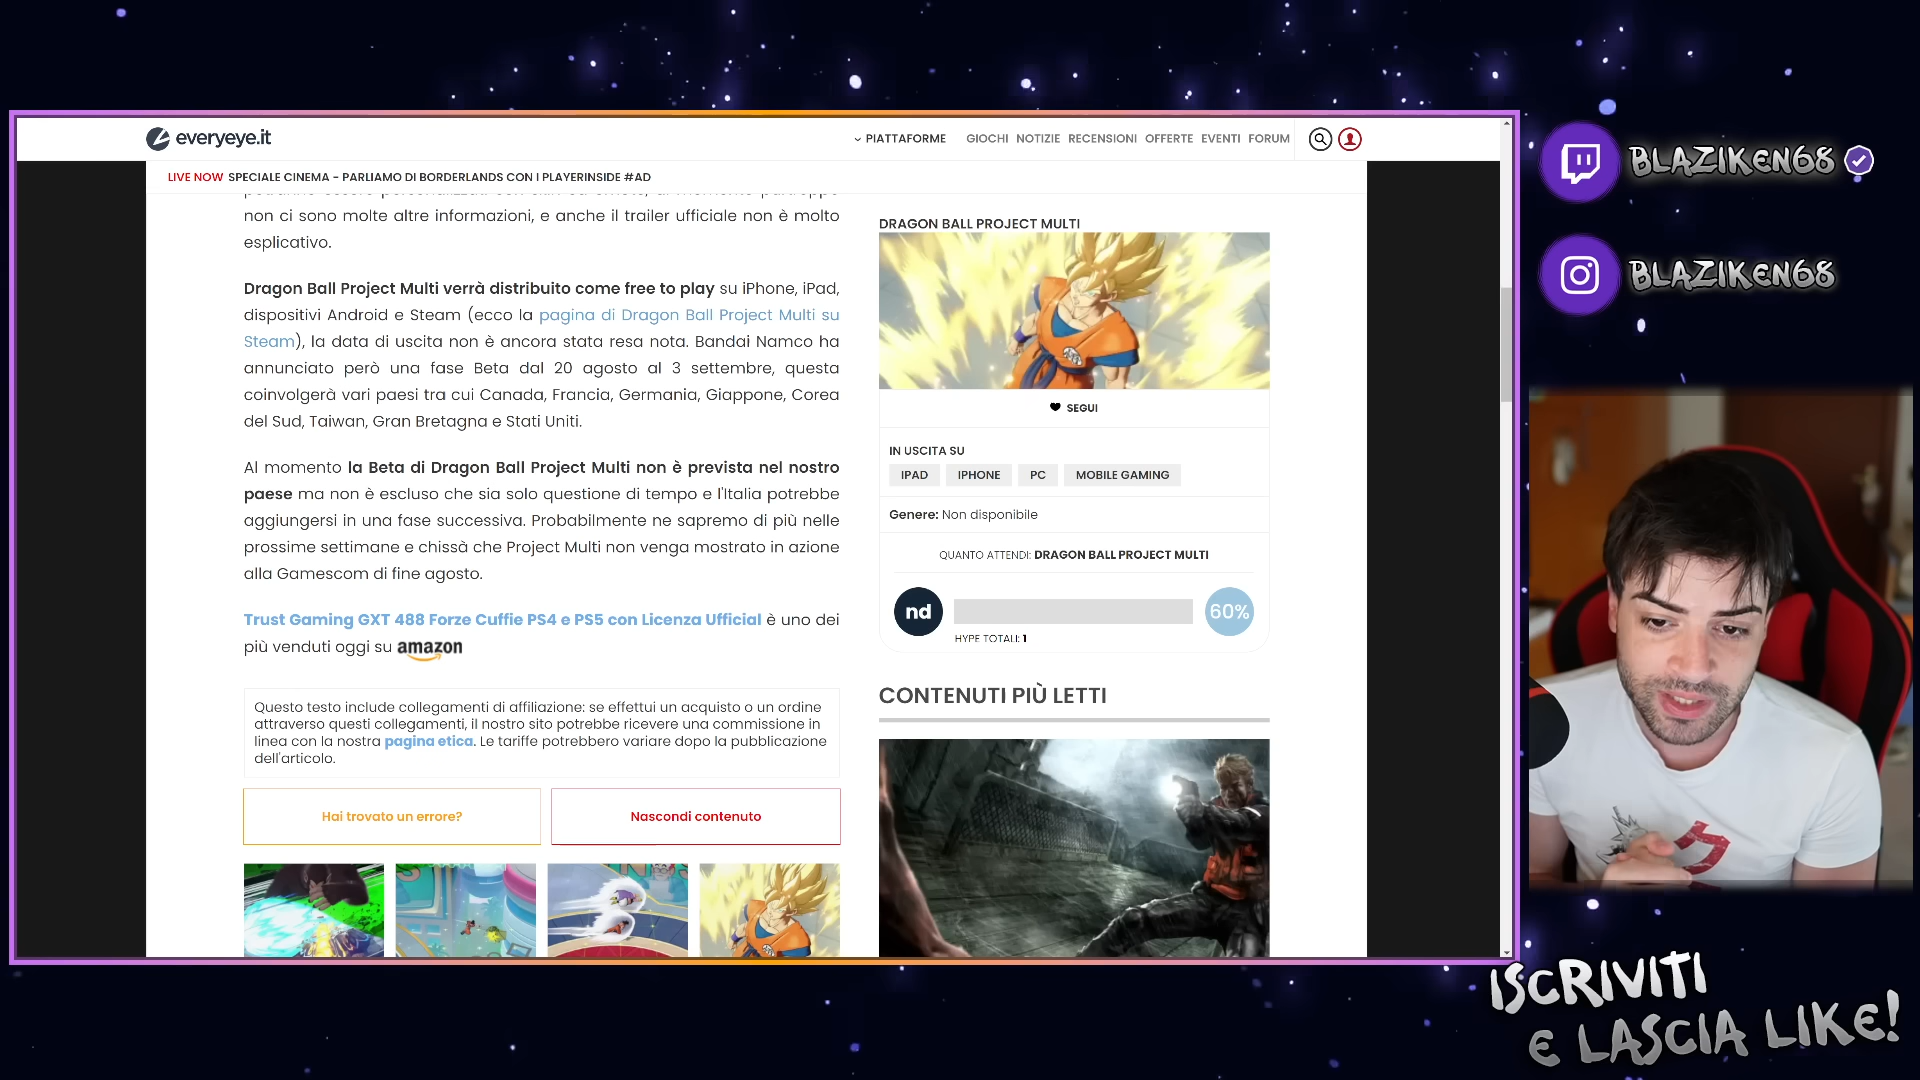 everyeye.it
PIATTAFORME GIOCHI NOTIZIE RECENSIONI OFFERTE EVENTI FORUM
LIVE NOW SPECIALE CINEMA - PARLIAMO DI BORDERLANDS CON I PLAYERINSIDE #AD
non ci sono molte altre informazioni, e anche il trailer ufficiale non è molto
esplicativo.
Dragon Ball Project Multi verrà distribuito come free to play su iPhone, iPad,
dispositivi Android e Steam (ecco la pagina di Dragon Ball Project Multi su
Steam), la data di uscita non è ancora stata resa nota. Bandai Namco ha
annunciato però una fase Beta dal 20 agosto al 3 settembre, questa
coinvolgerà vari paesi tra cui Canada, Francia, Germania, Giappone, Corea
del Sud, Taiwan, Gran Bretagna e Stati Uniti.
Al momento la Beta di Dragon Ball Project Multi non è prevista nel nostro
paese ma non è escluso che sia solo questione di tempo e l'Italia potrebbe
aggiungersi in una fase successiva. Probabilmente ne sapremo di più nelle
prossime settimane e chissà che Project Multi non venga mostrato in azione
alla Gamescom di fine agosto.
Trust Gaming GXT 488 Forze Cuffie PS4 e PS5 con Licenza Ufficial è uno dei
più venduti oggi su amazon
Questo testo include collegamenti di affiliazione: se effettui un acquisto o un ordine
attraverso questi collegamenti, il nostro sito potrebbe ricevere una commissione in
linea con la nostra pagina etica. Le tariffe potrebbero variare dopo la pubblicazione
dell'articolo.
Hai trovato un errore?
Nascondi contenuto
DRAGON BALL PROJECT MULTI
SEGUI
IN USCITA SU
IPAD IPHONE PC MOBILE GAMING
Genere: Non disponibile
QUANTO ATTENDI: DRAGON BALL PROJECT MULTI
nd
60%
HYPE TOTALI: 1
CONTENUTI PIÙ LETTI
BLAZIKEN68
BLAZIKEN68
ISCRIVITI
E LASCIA LIKE!